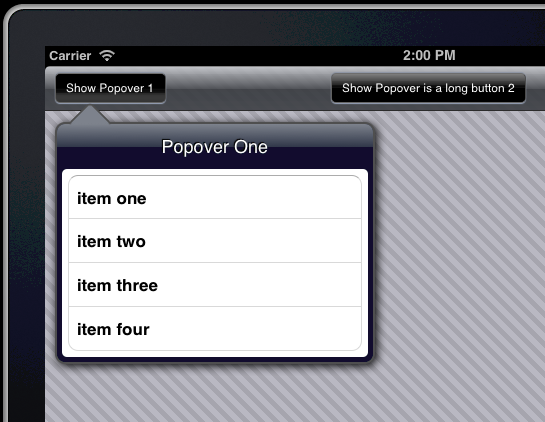 Carrier
2:00 PM
Show Popover 1
Show Popover is a long button 2
Popover One
item one
item two
item three
item four